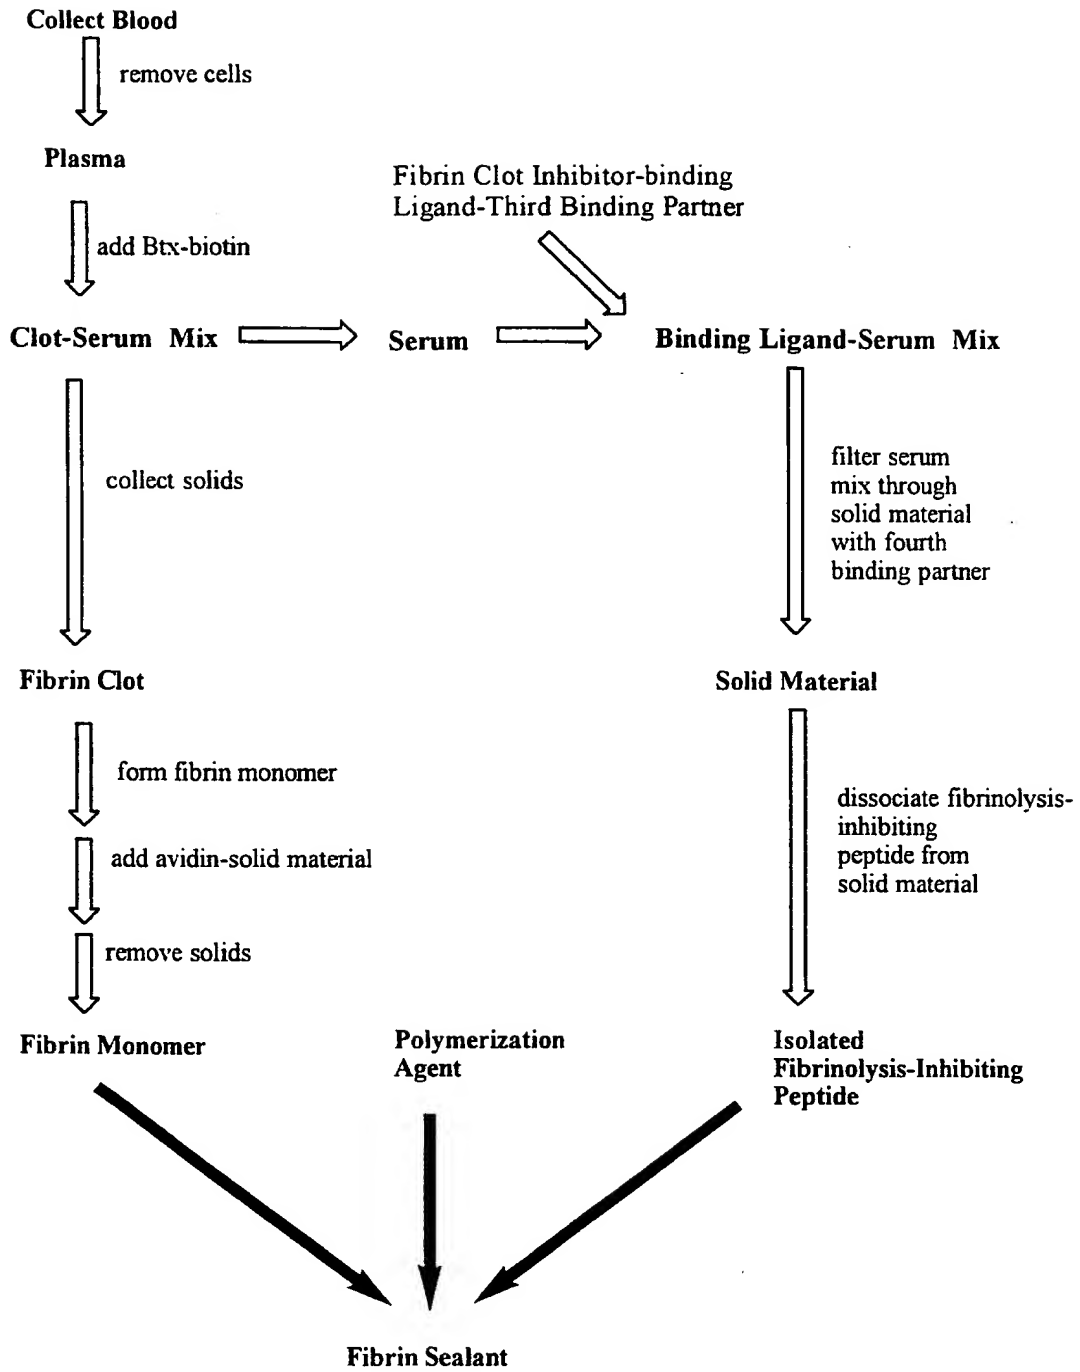 Collect Blood
remove cells
Plasma
Fibrin Clot Inhibitor-binding
Ligand-Third Binding Partner
add Btx-biotin
Clot-Serum Mix
Serum
Binding Ligand-Serum Mix
collect solids
filter serum
mix through
solid material
with fourth
binding partner
Fibrin Clot
Solid Material
form fibrin monomer
add avidin-solid material
remove solids
dissociate fibrinolysis-
inhibiting
peptide from
solid material
Fibrin Monomer
Polymerization
Agent
Isolated
Fibrinolysis-Inhibiting
Peptide
Fibrin Sealant